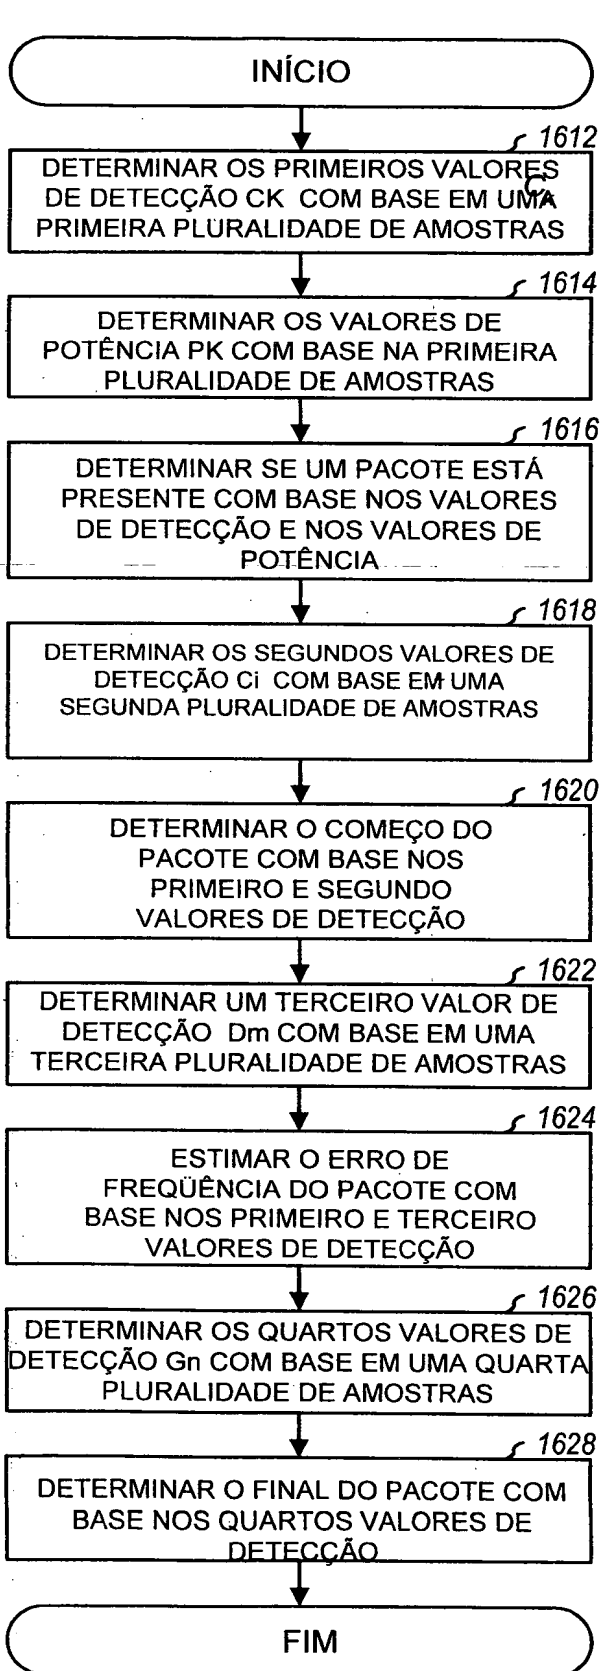 INÍCIO
1612
DETERMINAR OS PRIMEIROS VALORES
DE DETECÇÃO CK COM BASE EM UMA
PRIMEIRA PLURALIDADE DE AMOSTRAS
1614
DETERMINAR OS VALORES DE
POTÊNCIA PK COM BASE NA PRIMEIRA
PLURALIDADE DE AMOSTRAS
1616
DETERMINAR SE UM PACOTE ESTÁ
PRESENTE COM BASE NOS VALORES
DE DETECÇÃO E NOS VALORES DE
POTÊNCIA
1618
DETERMINAR OS SEGUNDOS VALORES DE
DETECÇÃO Ci COM BASE EM UMA
SEGUNDA PLURALIDADE DE AMOSTRAS
1620
DETERMINAR O COMEÇO DO
PACOTE COM BASE NOS
PRIMEIRO E SEGUNDO
VALORES DE DETECÇÃO
1622
DETERMINAR UM TERCEIRO VALOR DE
DETECÇÃO Dm COM BASE EM UMA
TERCEIRA PLURALIDADE DE AMOSTRAS
1624
ESTIMAR O ERRO DE
FREQÜÊNCIA DO PACOTE COM
BASE NOS PRIMEIRO E TERCEIRO
VALORES DE DETECÇÃO
1626
DETERMINAR OS QUARTOS VALORES DE
DETECÇÃO Gn COM BASE EM UMA QUARTA
PLURALIDADE DE AMOSTRAS
1628
DETERMINAR O FINAL DO PACOTE COM
BASE NOS QUARTOS VALORES DE
DETECÇÃO
FIM